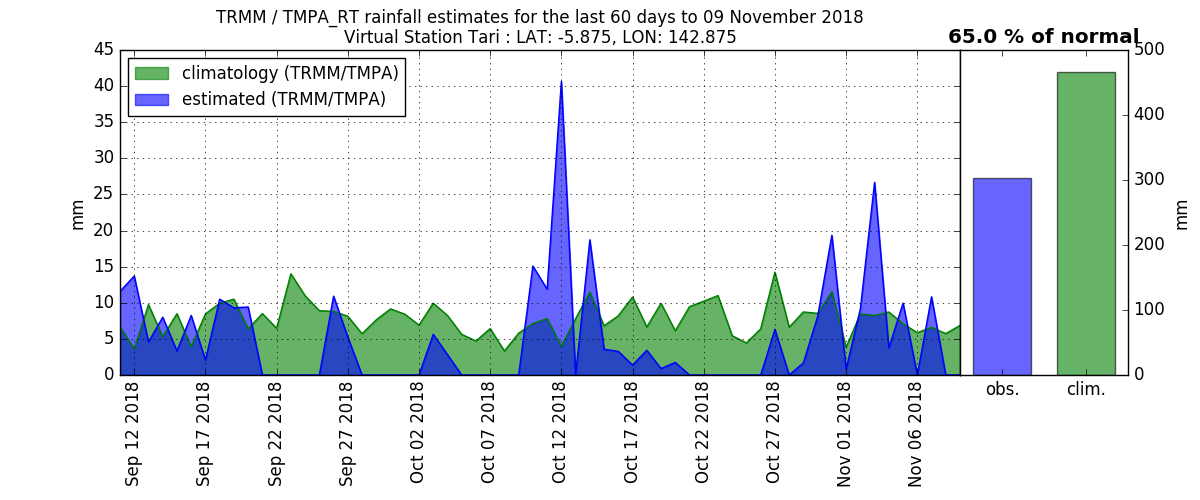 TRMM / TMPA_RT rainfall estimates for the last 60 days to 09 November 2018
Virtual Station Tari : LAT: -5.875, LON: 142.875
65.0 % of normal
climatology (TRMM/TMPA)
estimated (TRMM/TMPA)
45
40
35
30
25
20
15
10
5
0
mm
Sep 12 2018
Sep 17 2018
Sep 22 2018
Sep 27 2018
Oct 02 2018
Oct 07 2018
Oct 12 2018
Oct 17 2018
Oct 22 2018
Oct 27 2018
Nov 01 2018
Nov 06 2018
obs.
clim.
500
400
300
200
100
0
mm